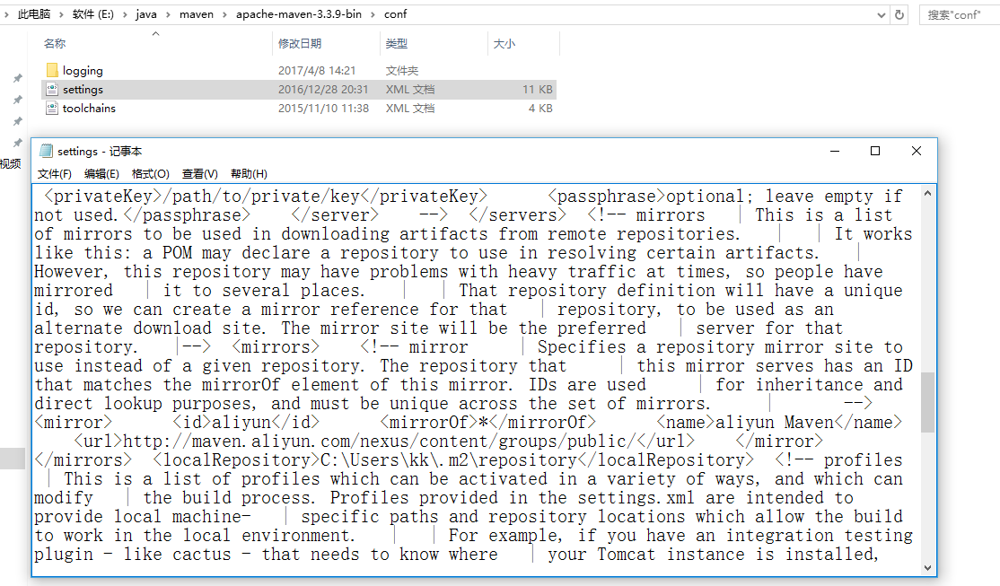 此电脑 > 软件 (E:) > java > maven > apache-maven-3.3.9-bin > conf
搜索"conf"
名称 修改日期 类型 大小
logging 2017/4/8 14:21 文件夹
settings 2016/12/28 20:31 XML 文档 11 KB
toolchains 2015/11/10 11:38 XML 文档 4 KB
视频
settings - 记事本
文件(F) 编辑(E) 格式(O) 查看(V) 帮助(H)
<privateKey>/path/to/private/key</privateKey> <passphrase>optional; leave empty if
not used.</passphrase> </server> --> </servers> <!-- mirrors | This is a list
of mirrors to be used in downloading artifacts from remote repositories. | | It works
like this: a POM may declare a repository to use in resolving certain artifacts. |
However, this repository may have problems with heavy traffic at times, so people have
mirrored | it to several places. | | That repository definition will have a unique
id, so we can create a mirror reference for that | repository, to be used as an
alternate download site. The mirror site will be the preferred | server for that
repository. |--> <mirrors> <!-- mirror | Specifies a repository mirror site to
use instead of a given repository. The repository that | this mirror serves has an ID
that matches the mirrorOf element of this mirror. IDs are used | for inheritance and
direct lookup purposes, and must be unique across the set of mirrors. | -->
<mirror> <id>aliyun</id> <mirrorOf>*</mirrorOf> <name>aliyun Maven</name>
<url>http://maven.aliyun.com/nexus/content/groups/public/</url> </mirror>
</mirrors> <localRepository>C:\Users\kk\.m2\repository</localRepository> <!-- profiles
| This is a list of profiles which can be activated in a variety of ways, and which can
modify | the build process. Profiles provided in the settings.xml are intended to
provide local machine- | specific paths and repository locations which allow the build
to work in the local environment. | | For example, if you have an integration testing
plugin - like cactus - that needs to know where | your Tomcat instance is installed,